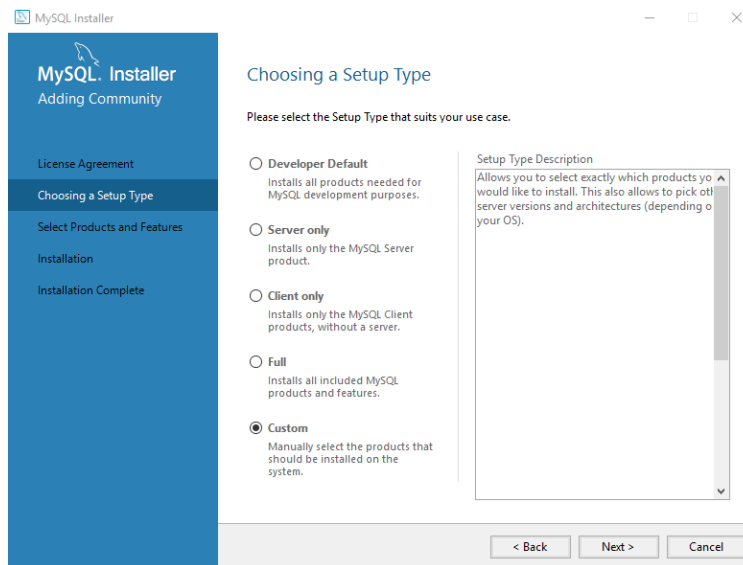 MySQL Installer
MySQL. Installer
Adding Community
License Agreement
Choosing a Setup Type
Select Products and Features
Installation
Installation Complete
Choosing a Setup Type
Please select the Setup Type that suits your use case.
Developer Default
Installs all products needed for
MySQL development purposes.
Server only
Installs only the MySQL Server
product.
Client only
Installs only the MySQL Client
products, without a server.
Full
Installs all included MySQL
products and features.
Custom
Manually select the products that
should be installed on the
system.
Setup Type Description
Allows you to select exactly which products yo
would like to install. This also allows to pick oth
server versions and architectures (depending o
your OS).
< Back
Next >
Cancel